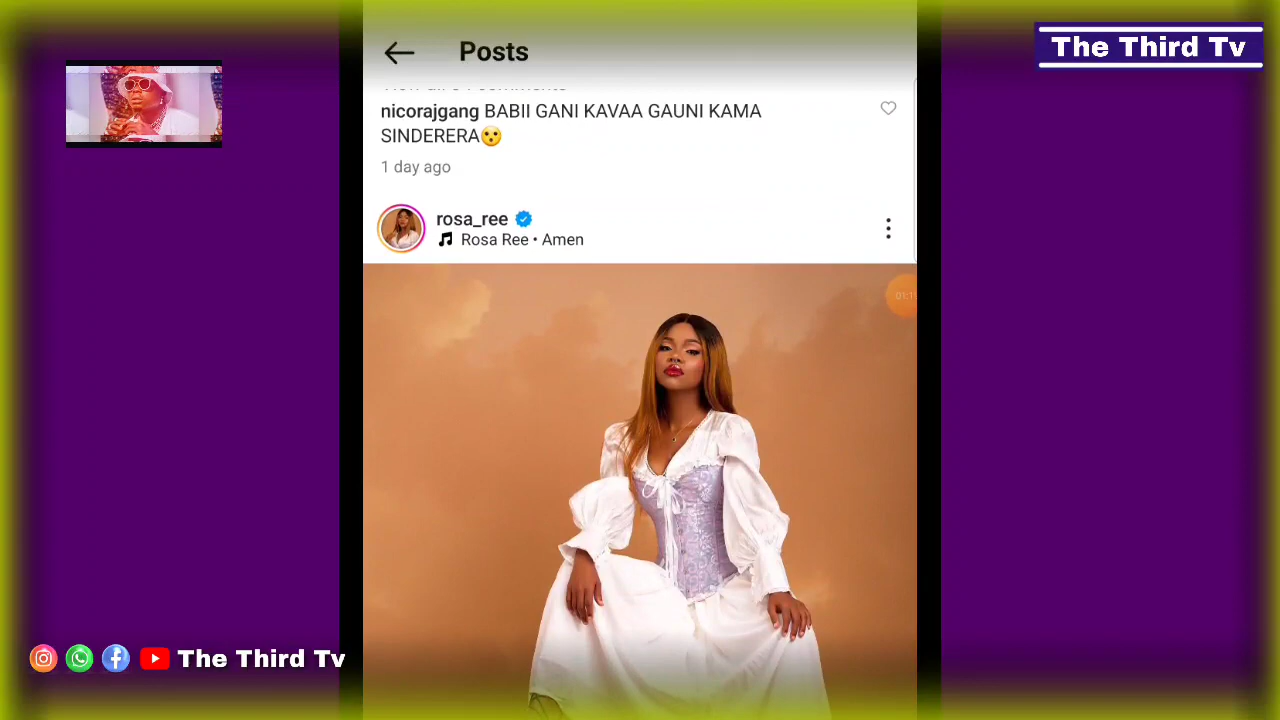 The Third Tv
Posts
nicorajgang BABII GANI KAVAA GAUNI KAMA
SINDERERA😯
1 day ago
rosa_ree
Rosa Ree • Amen
The Third Tv